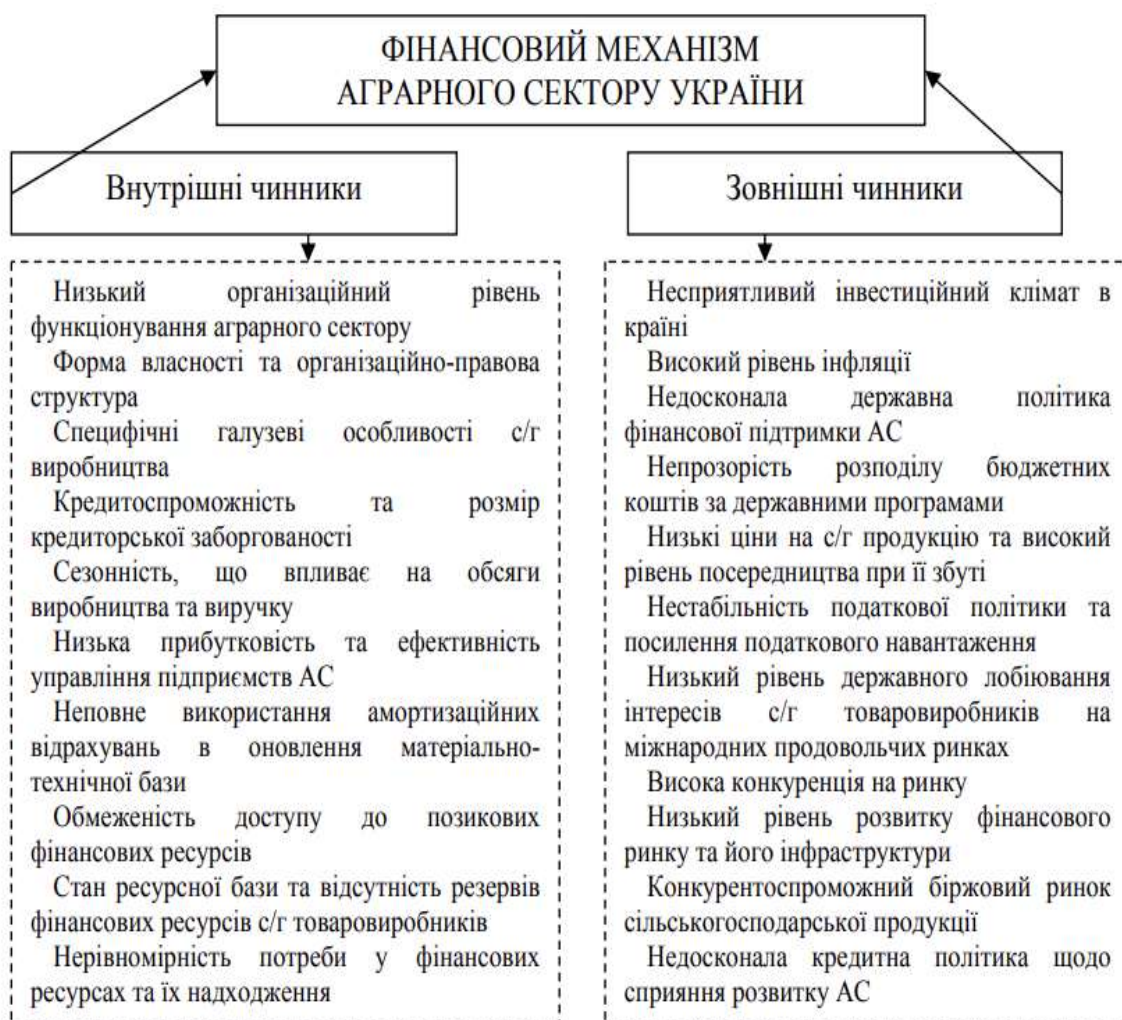 ФІНАНСОВИЙ МЕХАНІЗМ
АГРАРНОГО СЕКТОРУ УКРАЇНИ
Внутрішні чинники
Низький організаційний рівень
функціонування аграрного сектору
Форма власності та організаційно-правова
структура
Специфічні галузеві особливості с/г
виробництва
Кредитоспроможність та розмір
кредиторської заборгованості
Сезонність, що впливає на обсяги
виробництва та виручку
Низька прибутковість та ефективність
управління підприємств АС
Неповне використання амортизаційних
відрахувань в оновлення матеріально-
технічної бази
Обмеженість доступу до позикових
фінансових ресурсів
Стан ресурсної бази та відсутність резервів
фінансових ресурсів с/г товаровиробників
Нерівномірність потреби у фінансових
ресурсах та їх надходження
Зовнішні чинники
Несприятливий інвестиційний клімат в
країні
Високий рівень інфляції
Недосконала державна політика
фінансової підтримки АС
Непрозорість розподілу бюджетних
коштів за державними програмами
Низькі ціни на с/г продукцію та високий
рівень посередництва при її збуті
Нестабільність податкової політики та
посилення податкового навантаження
Низький рівень державного лобіювання
інтересів с/г товаровиробників на
міжнародних продовольчих ринках
Висока конкуренція на ринку
Низький рівень розвитку фінансового
ринку та його інфраструктури
Конкурентоспроможний біржовий ринок
сільськогосподарської продукції
Недосконала кредитна політика щодо
сприяння розвитку АС